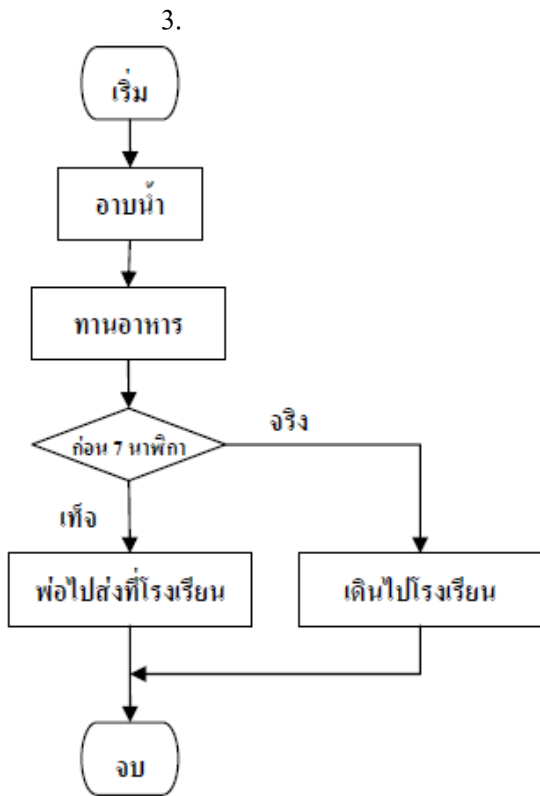 3.
เริ่ม
อาบน้ำ
ทานอาหาร
ก่อน 7 นาฬิกา
จริง
เท็จ
พ่อไปส่งที่โรงเรียน
เดินไปโรงเรียน
จบ